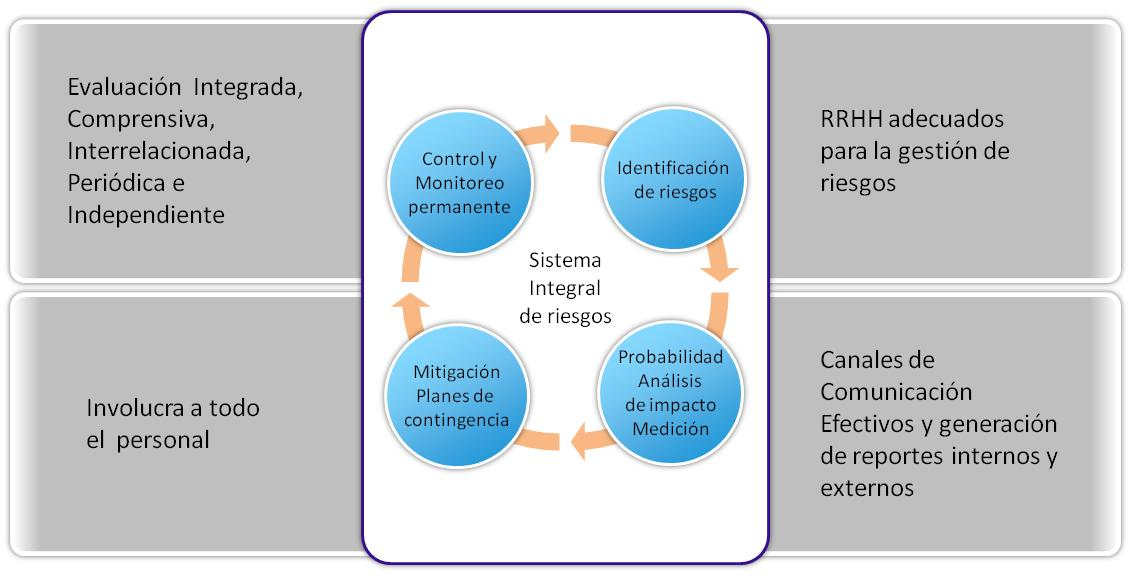 Evaluación Integrada,
Comprensiva,
Interrelacionada,
Periódica e
Independiente
Involucra a todo
el personal
Control y
Monitoreo
permanente
Identificación
de riesgos
Sistema
Integral
de riesgos
Mitigación
Planes de
contingencia
Probabilidad
Análisis
de impacto
Medición
RRHH adecuados
para la gestión de
riesgos
Canales de
Comunicación
Efectivos y generación
de reportes internos y
externos